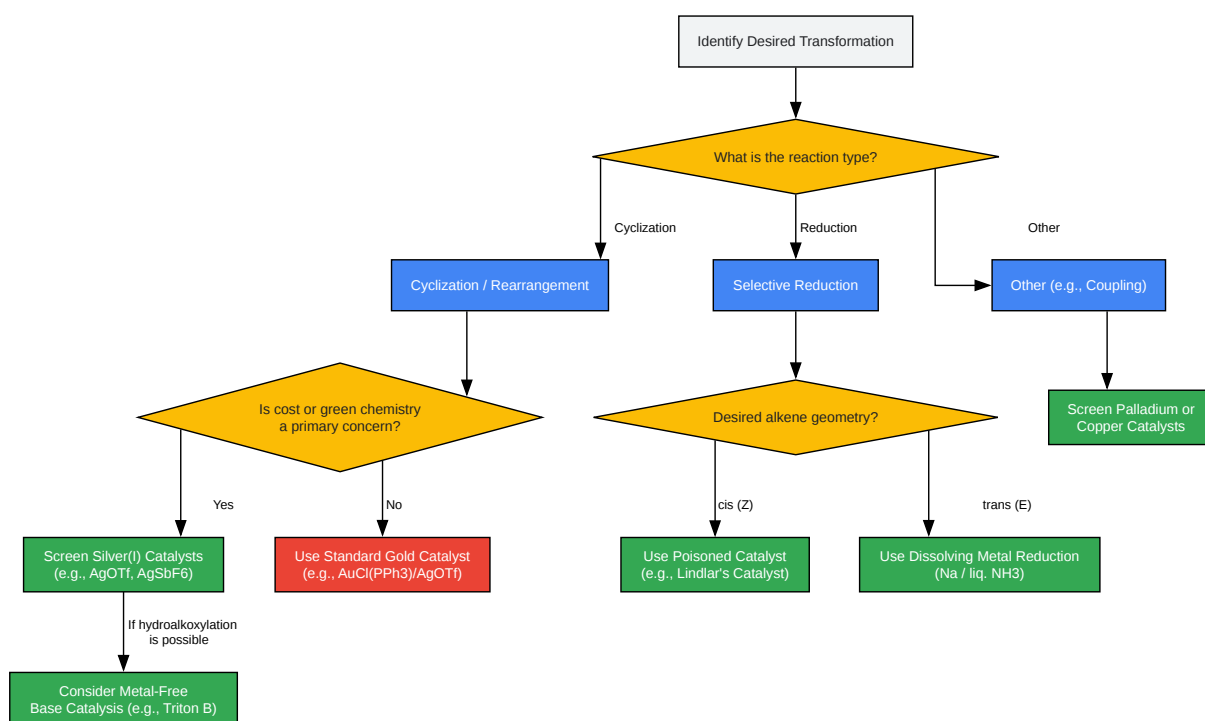 Identify Desired Transformation
What is the reaction type?
Cyclization
Reduction
Other
Cyclization / Rearrangement
Selective Reduction
Other (e.g., Coupling)
Is cost or green chemistry
a primary concern?
Desired alkene geometry?
Screen Palladium or
Copper Catalysts
Yes
No
cis (Z)
trans (E)
Screen Silver(I) Catalysts
(e.g., AgOTf, AgSbF6)
Use Standard Gold Catalyst
(e.g., AuCl(PPh3)/AgOTf)
Use Poisoned Catalyst
(e.g., Lindlar's Catalyst)
Use Dissolving Metal Reduction
(Na / liq. NH3)
If hydroalkoxylation
is possible
Consider Metal-Free
Base Catalysis (e.g., Triton B)